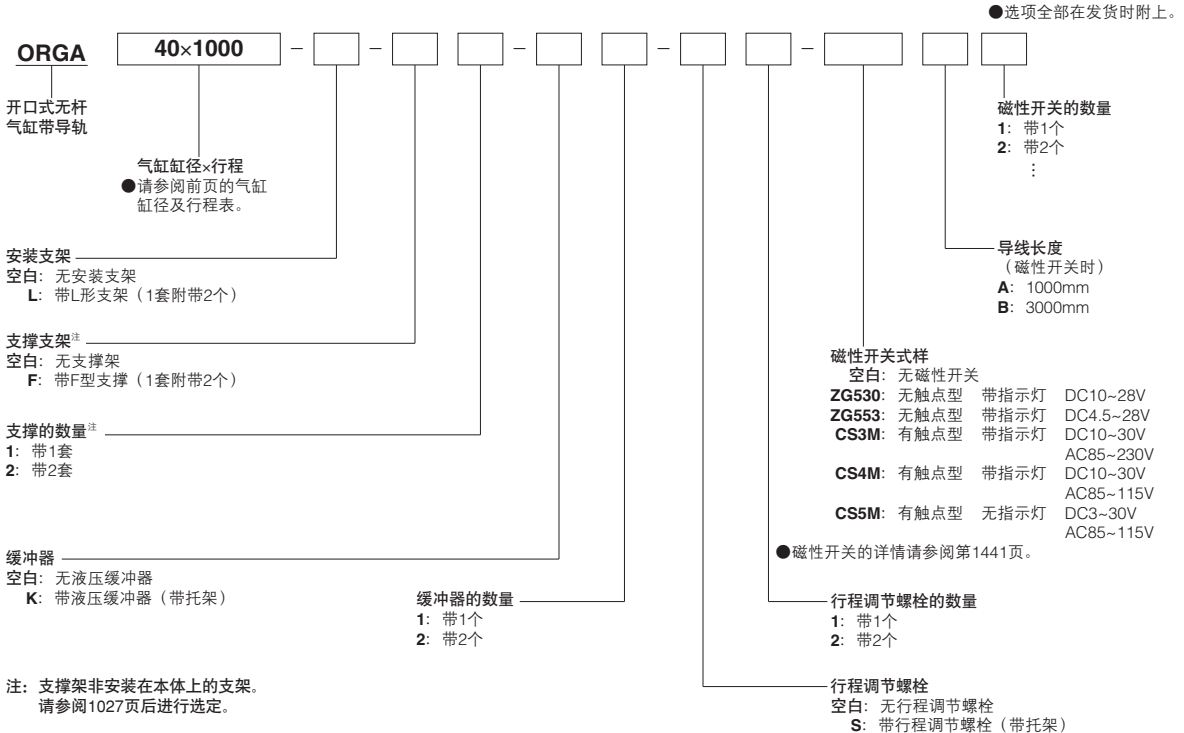 ●选项全部在发货时附上。
ORGA 40×1000 － － － － －
开口式无杆
气缸带导轨
气缸缸径×行程
●请参阅前页的气缸
缸径及行程表。
安装支架
空白：无安装支架
L：带L形支架（1套附带2个）
支撑支架注
空白：无支撑架
F：带F型支撑（1套附带2个）
支撑的数量注
1：带1套
2：带2套
缓冲器
空白：无液压缓冲器
K：带液压缓冲器（带托架）
缓冲器的数量
1：带1个
2：带2个
注：支撑架非安装在本体上的支架。
请参阅1027页后进行选定。
磁性开关的数量
1：带1个
2：带2个
⋮
导线长度
（磁性开关时）
A：1000mm
B：3000mm
磁性开关式样
空白：无磁性开关
ZG530：无触点型 带指示灯 DC10~28V
ZG553：无触点型 带指示灯 DC4.5~28V
CS3M：有触点型 带指示灯 DC10~30V
AC85~230V
CS4M：有触点型 带指示灯 DC10~30V
AC85~115V
CS5M：有触点型 无指示灯 DC3~30V
AC85~115V
●磁性开关的详情请参阅第1441页。
行程调节螺栓的数量
1：带1个
2：带2个
行程调节螺栓
空白：无行程调节螺栓
S：带行程调节螺栓（带托架）